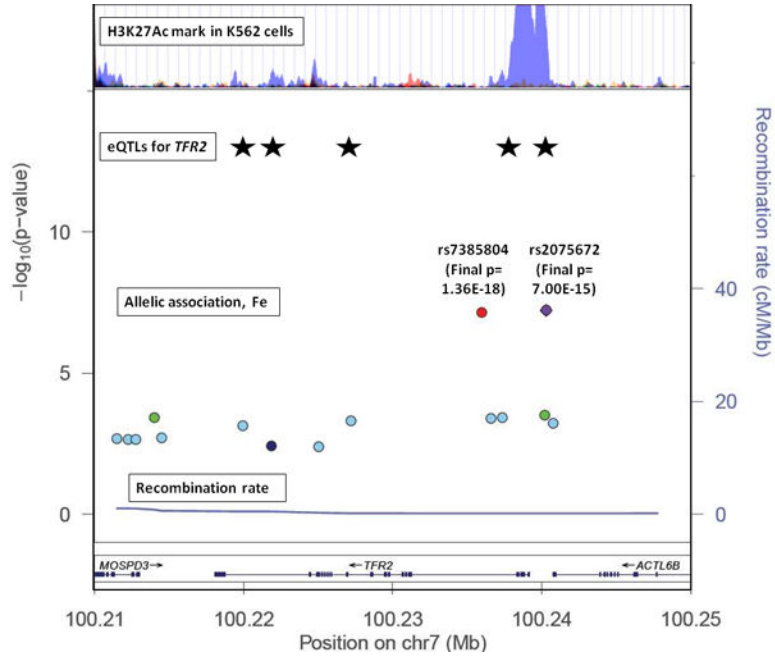 H3K27Ac mark in K562 cells
eQTLs for TFR2
rs7385804
(Final p=
1.36E-18)
rs2075672
(Final p=
7.00E-15)
Allelic association, Fe
Recombination rate
−log10(p−value)
10
5
0
Recombination rate (cM/Mb)
40
20
0
MOSPD3→
←TFR2
←ACTL6B
100.21
100.22
100.23
100.24
100.25
Position on chr7 (Mb)